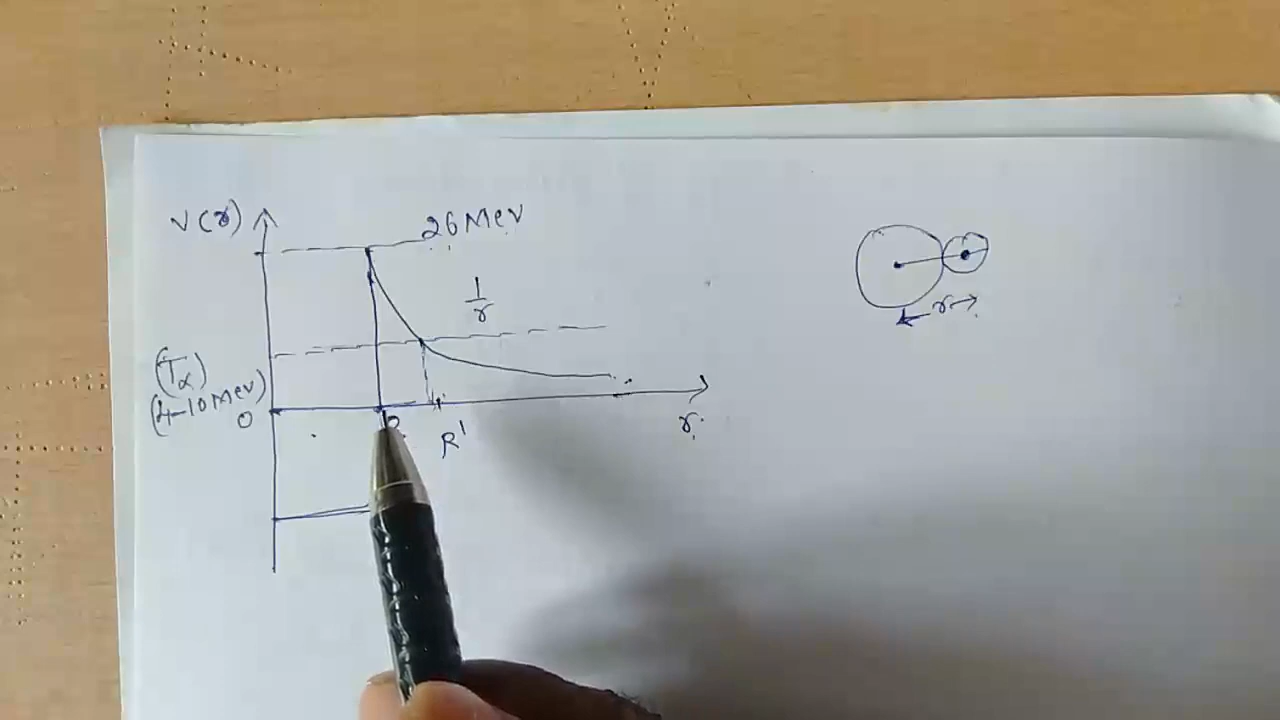 V(r)
26 Mev
1/r
(Tα)
(4-10 Mev)
0
R'
r
r